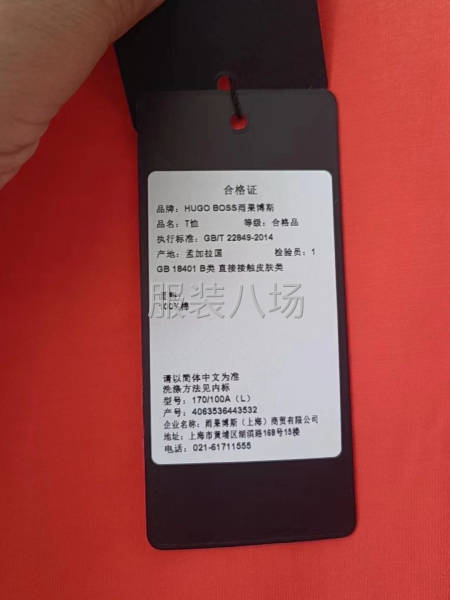 合格证
品牌：HUGO BOSS雨果博斯
品名：T恤 等级：合格品
执行标准：GB/T 22849-2014
产地：孟加拉国 检验员：1
GB 18401 B类 直接接触皮肤类
服装八场
100%棉
请以简体中文为准
洗涤方法见内标
型号：170/100A（L）
产号：4063536443532
企业名称：雨果博斯（上海）商贸有限公司
地址：上海市黄埔区湖滨路168号15楼
电话：021-61711555